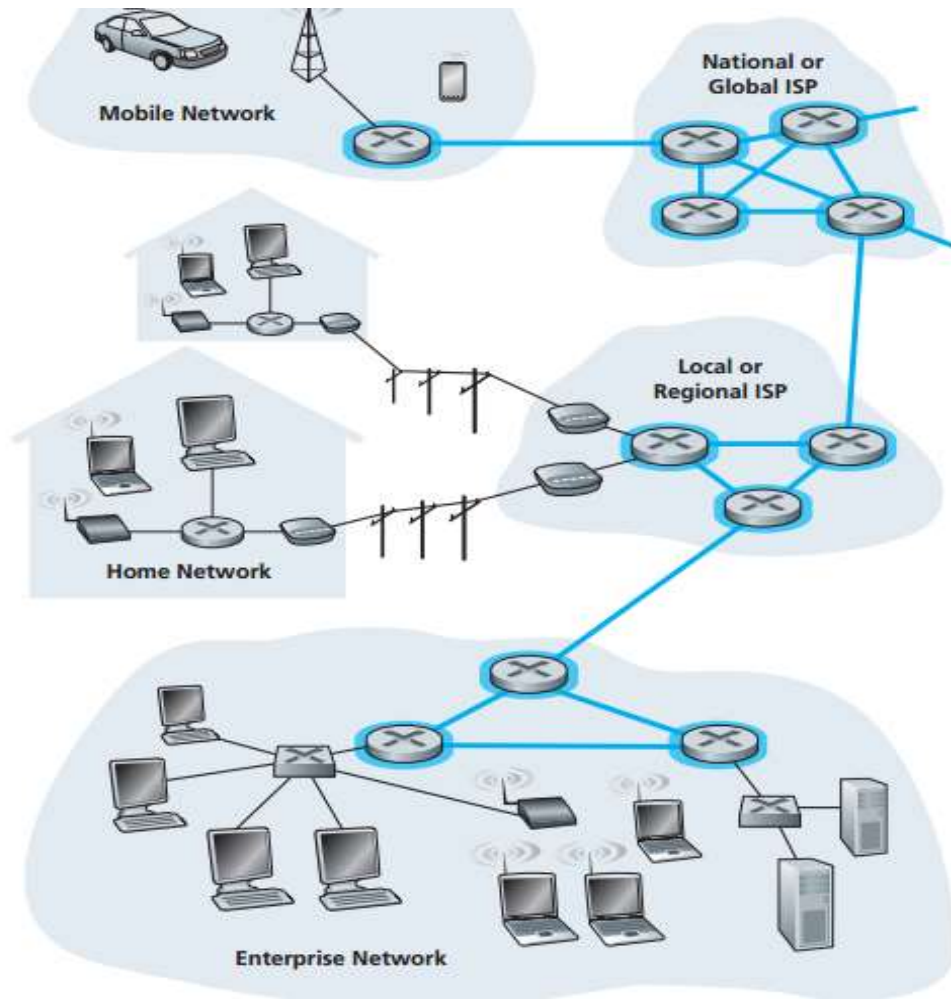 National or
Global ISP
Mobile Network
Local or
Regional ISP
Home Network
Enterprise Network